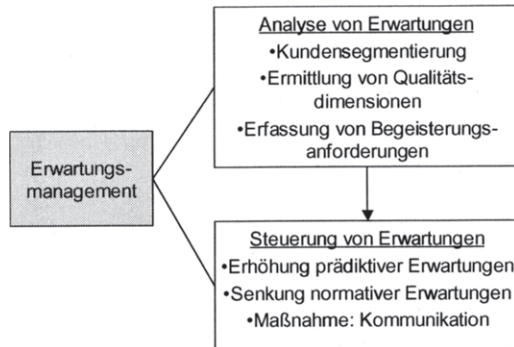 Erwartungs-
management
Analyse von Erwartungen
•Kundensegmentierung
•Ermittlung von Qualitäts-
dimensionen
•Erfassung von Begeisterungs-
anforderungen
Steuerung von Erwartungen
•Erhöhung prädiktiver Erwartungen
•Senkung normativer Erwartungen
•Maßnahme: Kommunikation